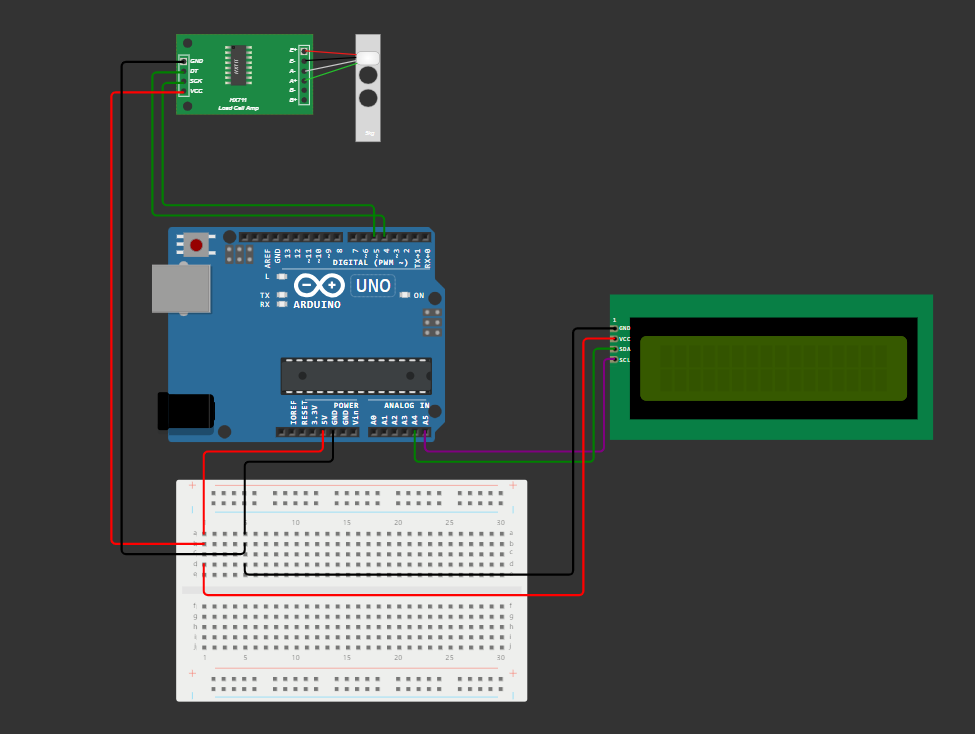 GND
DT
SCK
VCC
HX711
E+
E-
A-
A+
B-
B+
HX711
Load Cell Amp
5kg
AREF
GND
13
12
~11
~10
~9
8
7
~6
~5
4
~3
2
TX→1
RX←0
DIGITAL (PWM ~)
L
TX
RX
UNO
ARDUINO
ON
POWER
ANALOG IN
IOREF
RESET
3.3V
5V
GND
GND
Vin
A0
A1
A2
A3
A4
A5
1
GND
VCC
SDA
SCL
5 10 15 20 25 30
a a
b b
c c
d d
e
f f
g g
h h
i i
j j
1 5 10 15 20 25 30